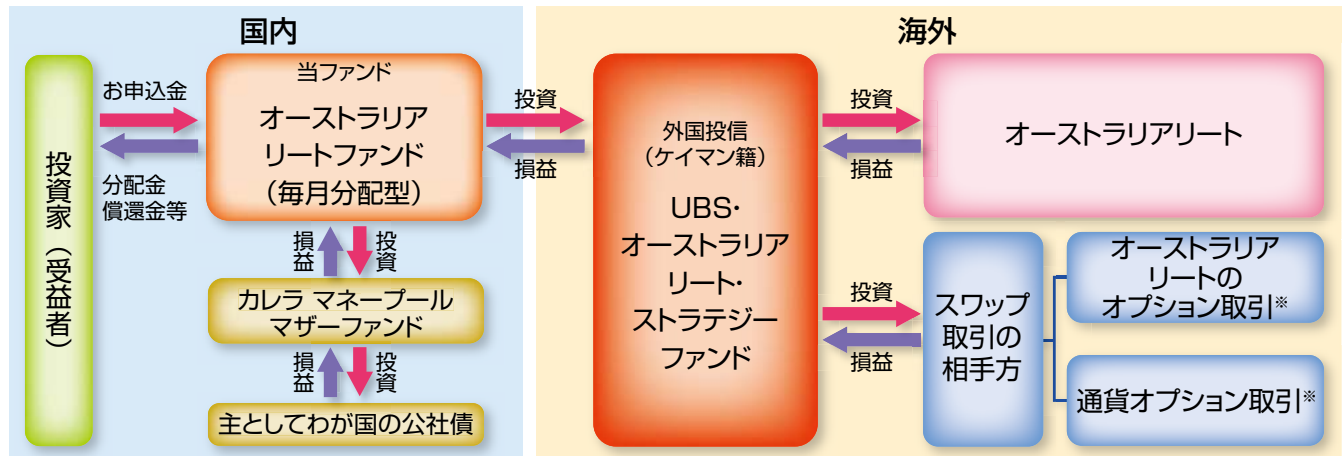 国内
海外
投資家（受益者）
お申込金
分配金
償還金等
当ファンド
オーストラリア
リートファンド
（毎月分配型）
損益
投資
カレラ マネープール
マザーファンド
損益
投資
主としてわが国の公社債
投資
損益
外国投信
（ケイマン籍）
UBS・
オーストラリア
リート・
ストラテジー
ファンド
投資
損益
オーストラリアリート
投資
損益
スワップ
取引の
相手方
オーストラリア
リートの
オプション取引※
通貨オプション取引※